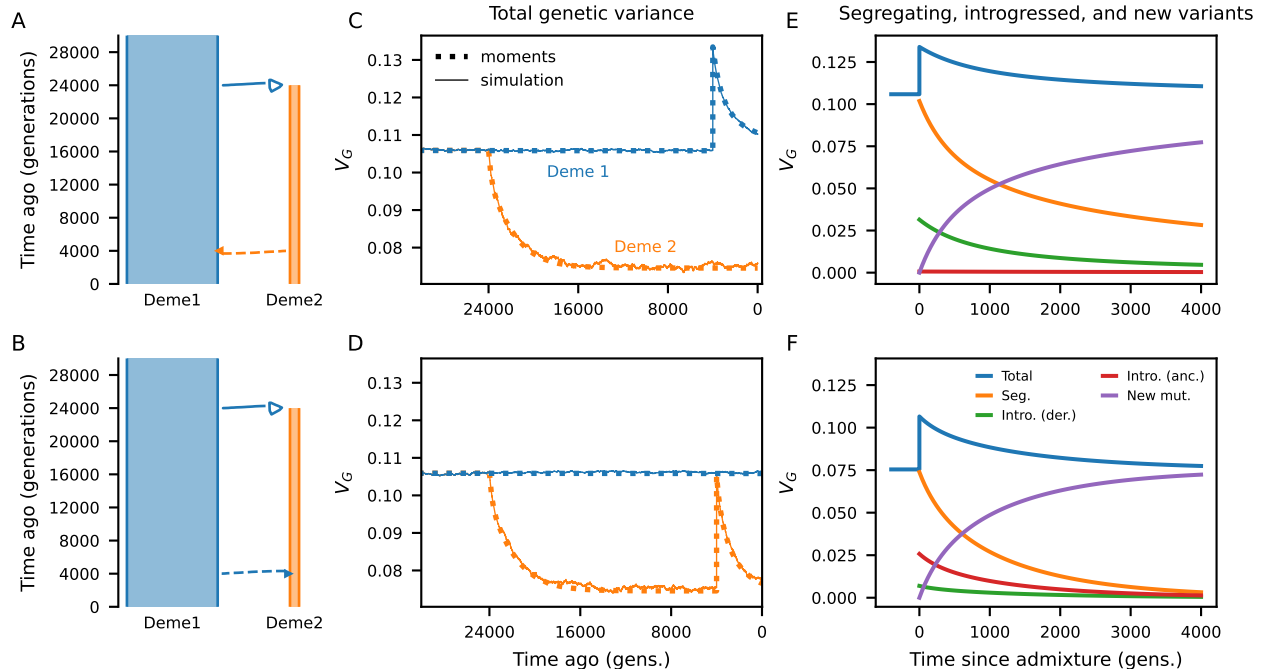 A
Time ago (generations)
28000
24000
20000
16000
12000
8000
4000
0
Deme1
Deme2
C
Total genetic variance
V_G
0.13
0.12
0.11
0.10
0.09
0.08
moments
simulation
Deme 1
Deme 2
24000
16000
8000
0
E
Segregating, introgressed, and new variants
V_G
0.125
0.100
0.075
0.050
0.025
0.000
0
1000
2000
3000
4000
B
Time ago (generations)
28000
24000
20000
16000
12000
8000
4000
0
Deme1
Deme2
D
V_G
0.13
0.12
0.11
0.10
0.09
0.08
24000
16000
8000
0
Time ago (gens.)
F
V_G
0.125
0.100
0.075
0.050
0.025
0.000
Total
Seg.
Intro. (der.)
Intro. (anc.)
New mut.
0
1000
2000
3000
4000
Time since admixture (gens.)